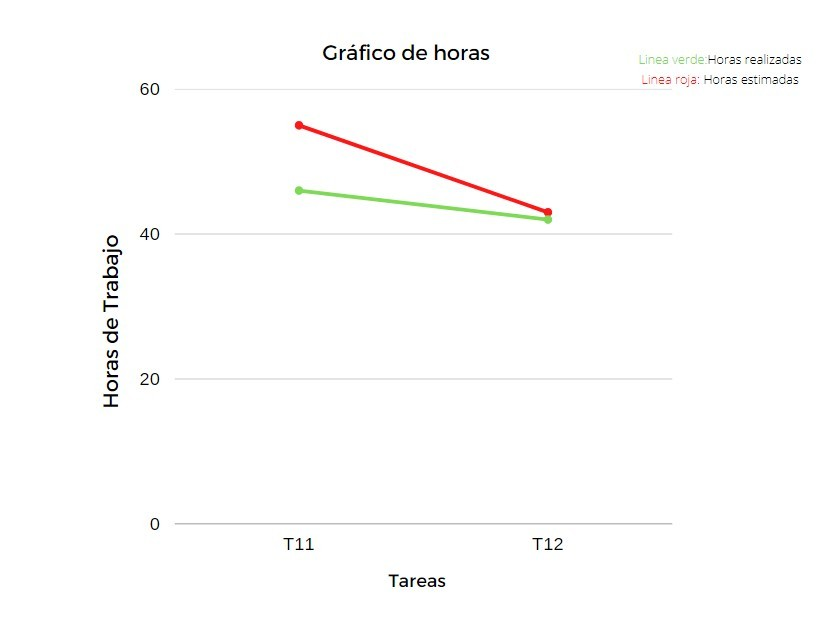 Gráfico de horas
Linea verde:Horas realizadas
Linea roja: Horas estimadas
60
40
20
0
Horas de Trabajo
T11 T12
Tareas